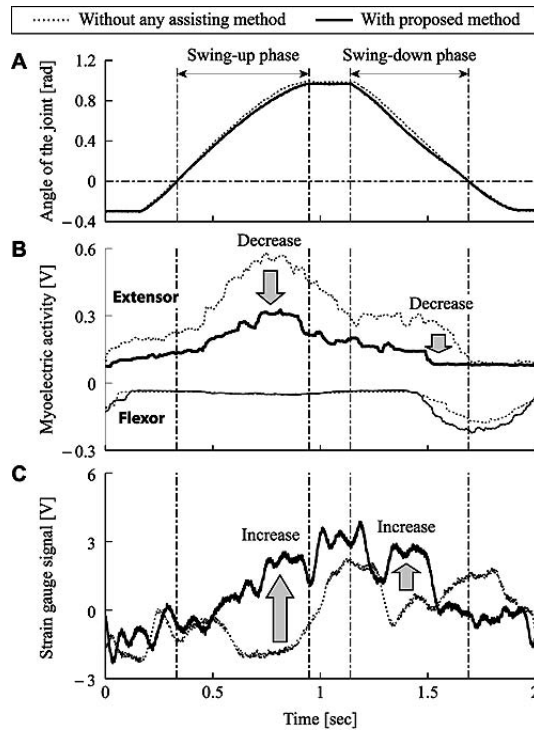 Without any assisting method
With proposed method
A
Swing-up phase
Swing-down phase
Angle of the joint [rad]
1.2
0.8
0.4
0
−0.4
B
Myoelectric activity [V]
0.6
0.3
0
−0.3
Decrease
Extensor
Decrease
Flexor
C
Strain gauge signal [V]
6
3
0
−3
Increase
Increase
0
0.5
1
1.5
2
Time [sec]